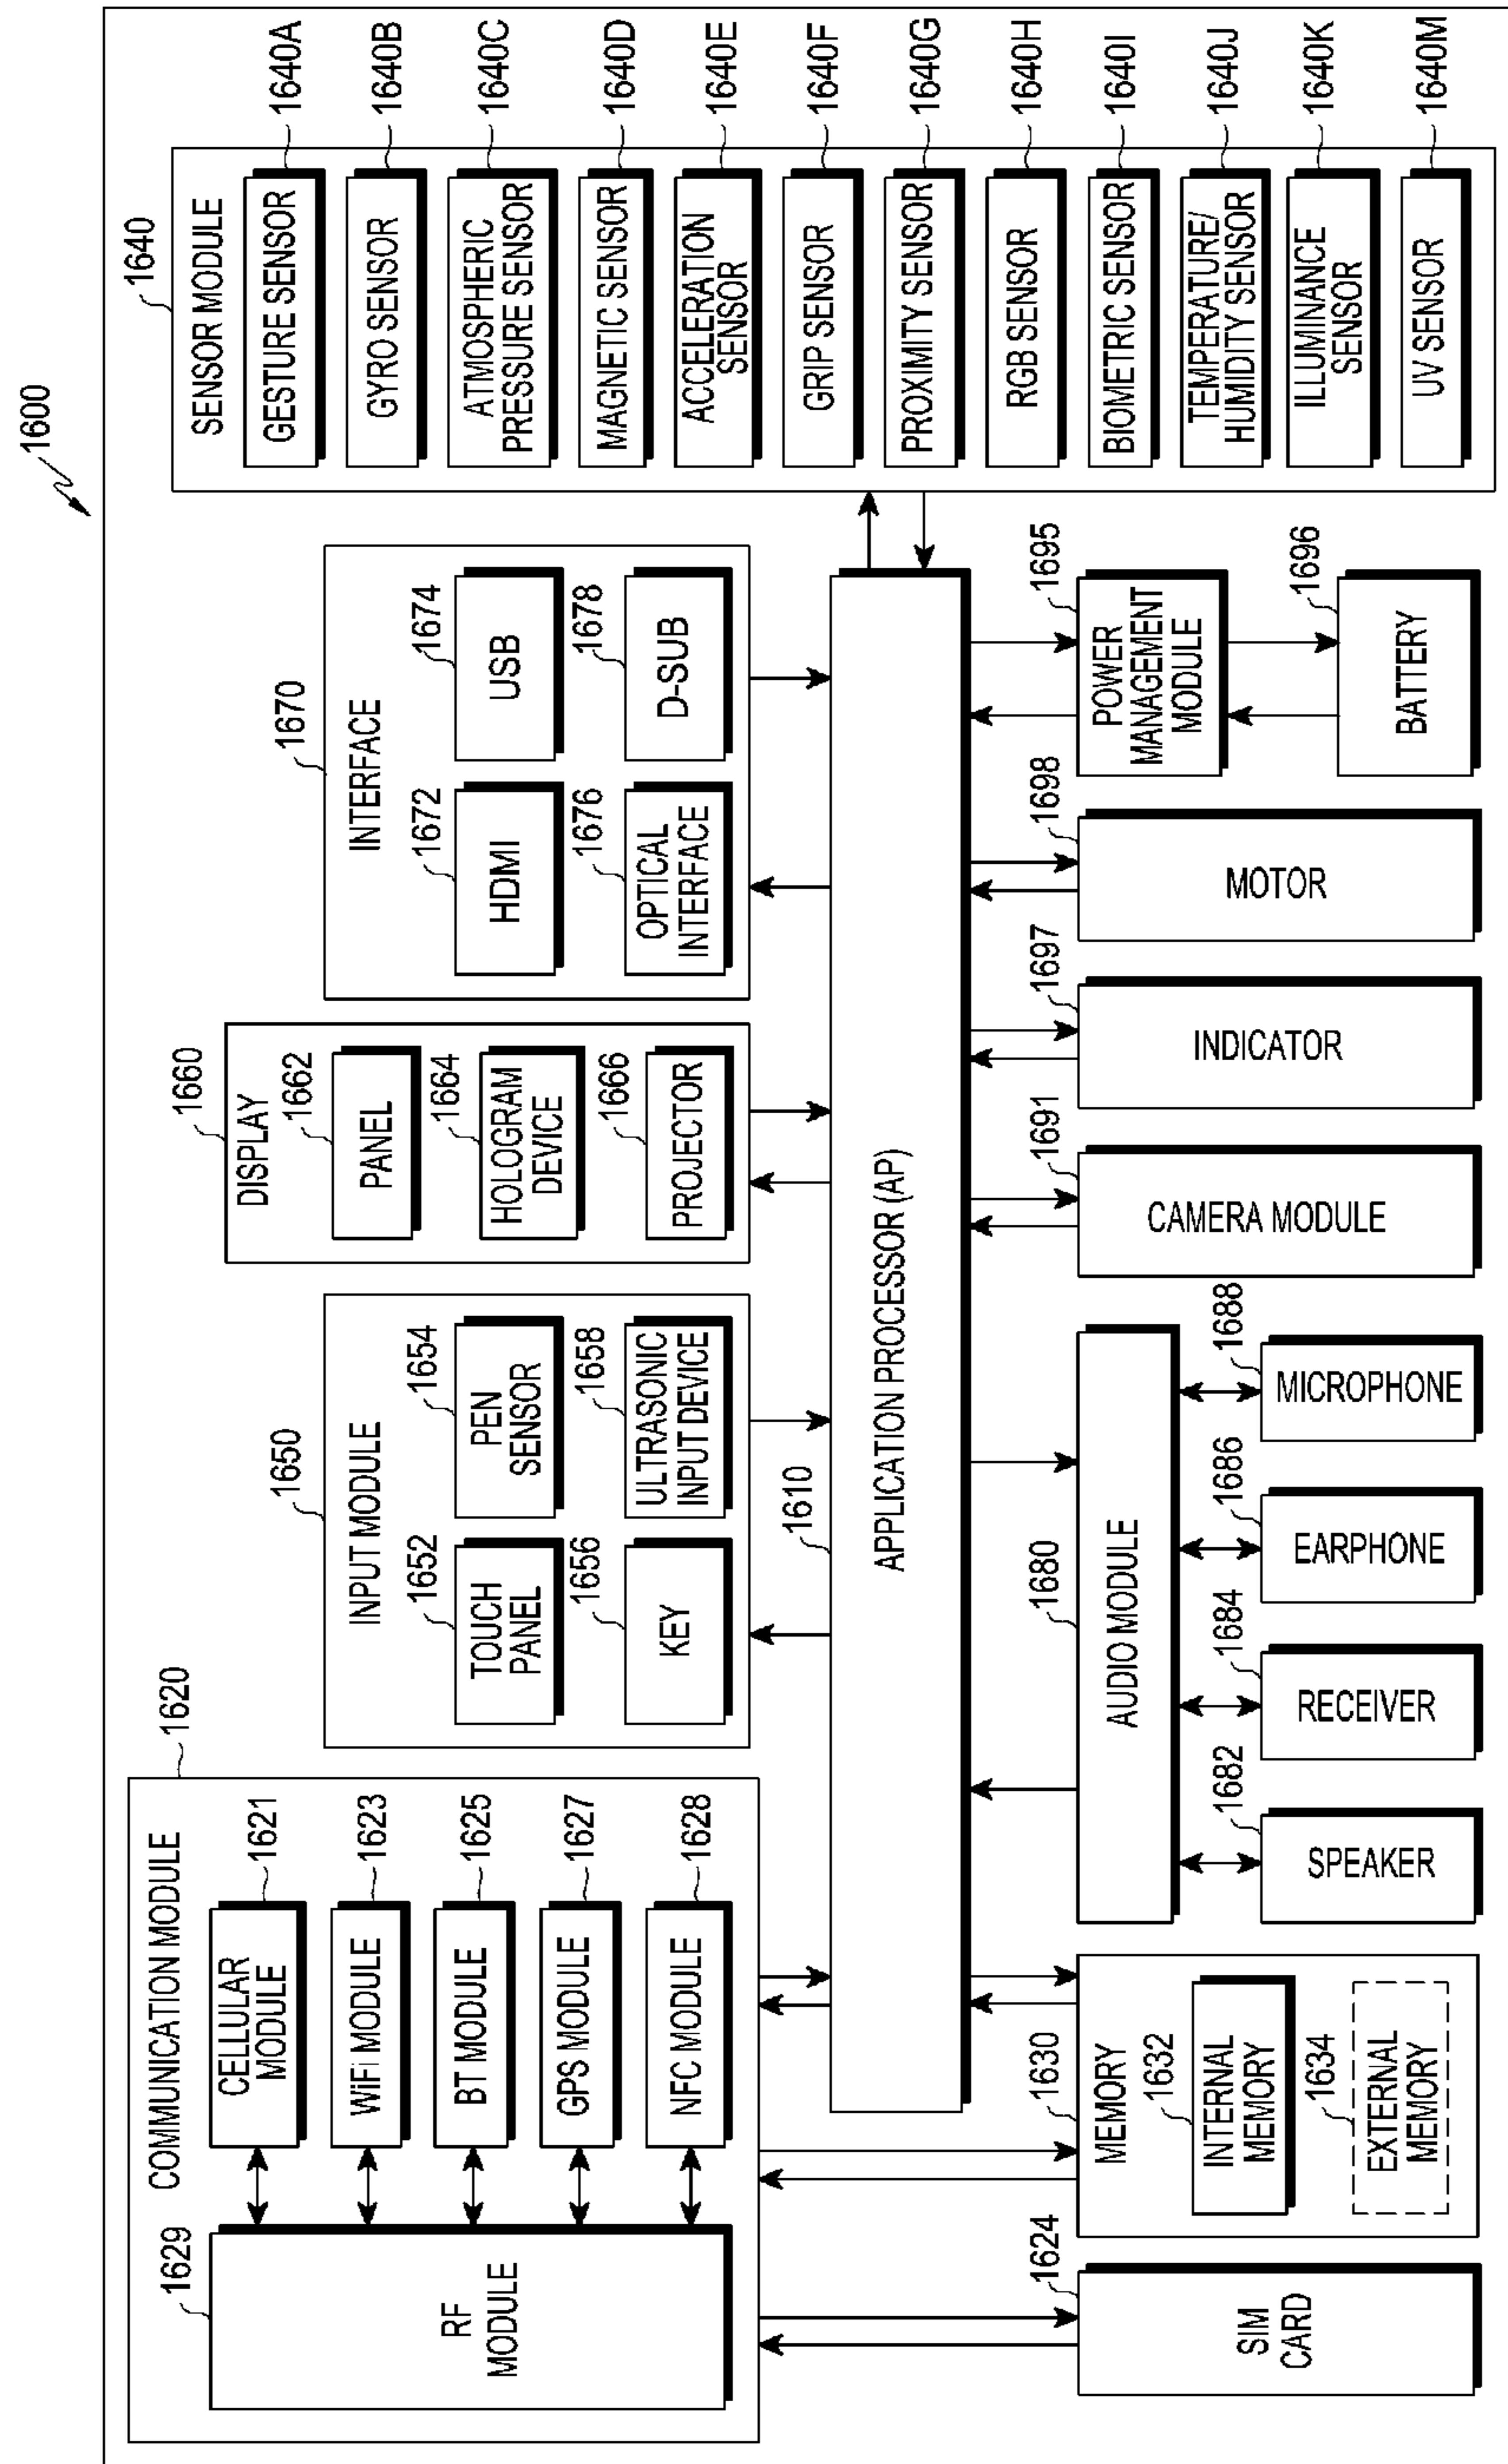 1600
COMMUNICATION MODULE
1620
1629
RF
MODULE
CELLULAR
MODULE
1621
WiFi MODULE
1623
BT MODULE
1625
GPS MODULE
1627
NFC MODULE
1628
1650
INPUT MODULE
1652
TOUCH
PANEL
1654
PEN
SENSOR
1656
KEY
1658
ULTRASONIC
INPUT DEVICE
1660
DISPLAY
1662
PANEL
1664
HOLOGRAM
DEVICE
1666
PROJECTOR
1670
INTERFACE
1672
HDMI
1674
USB
1676
OPTICAL
INTERFACE
1678
D-SUB
1640
SENSOR MODULE
GESTURE SENSOR
1640A
GYRO SENSOR
1640B
ATMOSPHERIC
PRESSURE SENSOR
1640C
MAGNETIC SENSOR
1640D
ACCELERATION
SENSOR
1640E
GRIP SENSOR
1640F
PROXIMITY SENSOR
1640G
RGB SENSOR
1640H
BIOMETRIC SENSOR
1640I
TEMPERATURE/
HUMIDITY SENSOR
1640J
ILLUMINANCE
SENSOR
1640K
UV SENSOR
1640M
1610
APPLICATION PROCESSOR (AP)
1624
SIM
CARD
1630
MEMORY
1632
INTERNAL
MEMORY
1634
EXTERNAL
MEMORY
1680
AUDIO MODULE
1682
SPEAKER
1684
RECEIVER
1686
EARPHONE
1688
MICROPHONE
1691
CAMERA MODULE
1697
INDICATOR
1698
MOTOR
1695
POWER
MANAGEMENT
MODULE
1696
BATTERY